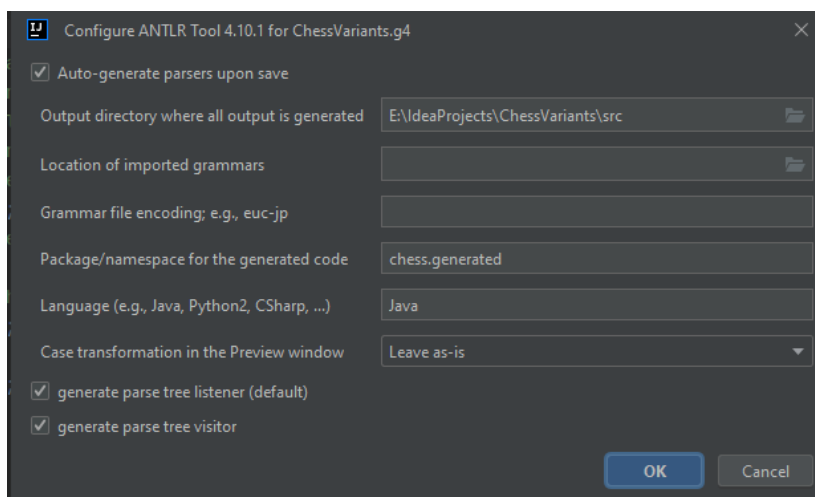 IJ Configure ANTLR Tool 4.10.1 for ChessVariants.g4
Auto-generate parsers upon save
Output directory where all output is generated E:\IdeaProjects\ChessVariants\src
Location of imported grammars
Grammar file encoding; e.g., euc-jp
Package/namespace for the generated code chess.generated
Language (e.g., Java, Python2, CSharp, ...) Java
Case transformation in the Preview window Leave as-is
generate parse tree listener (default)
generate parse tree visitor
OK Cancel